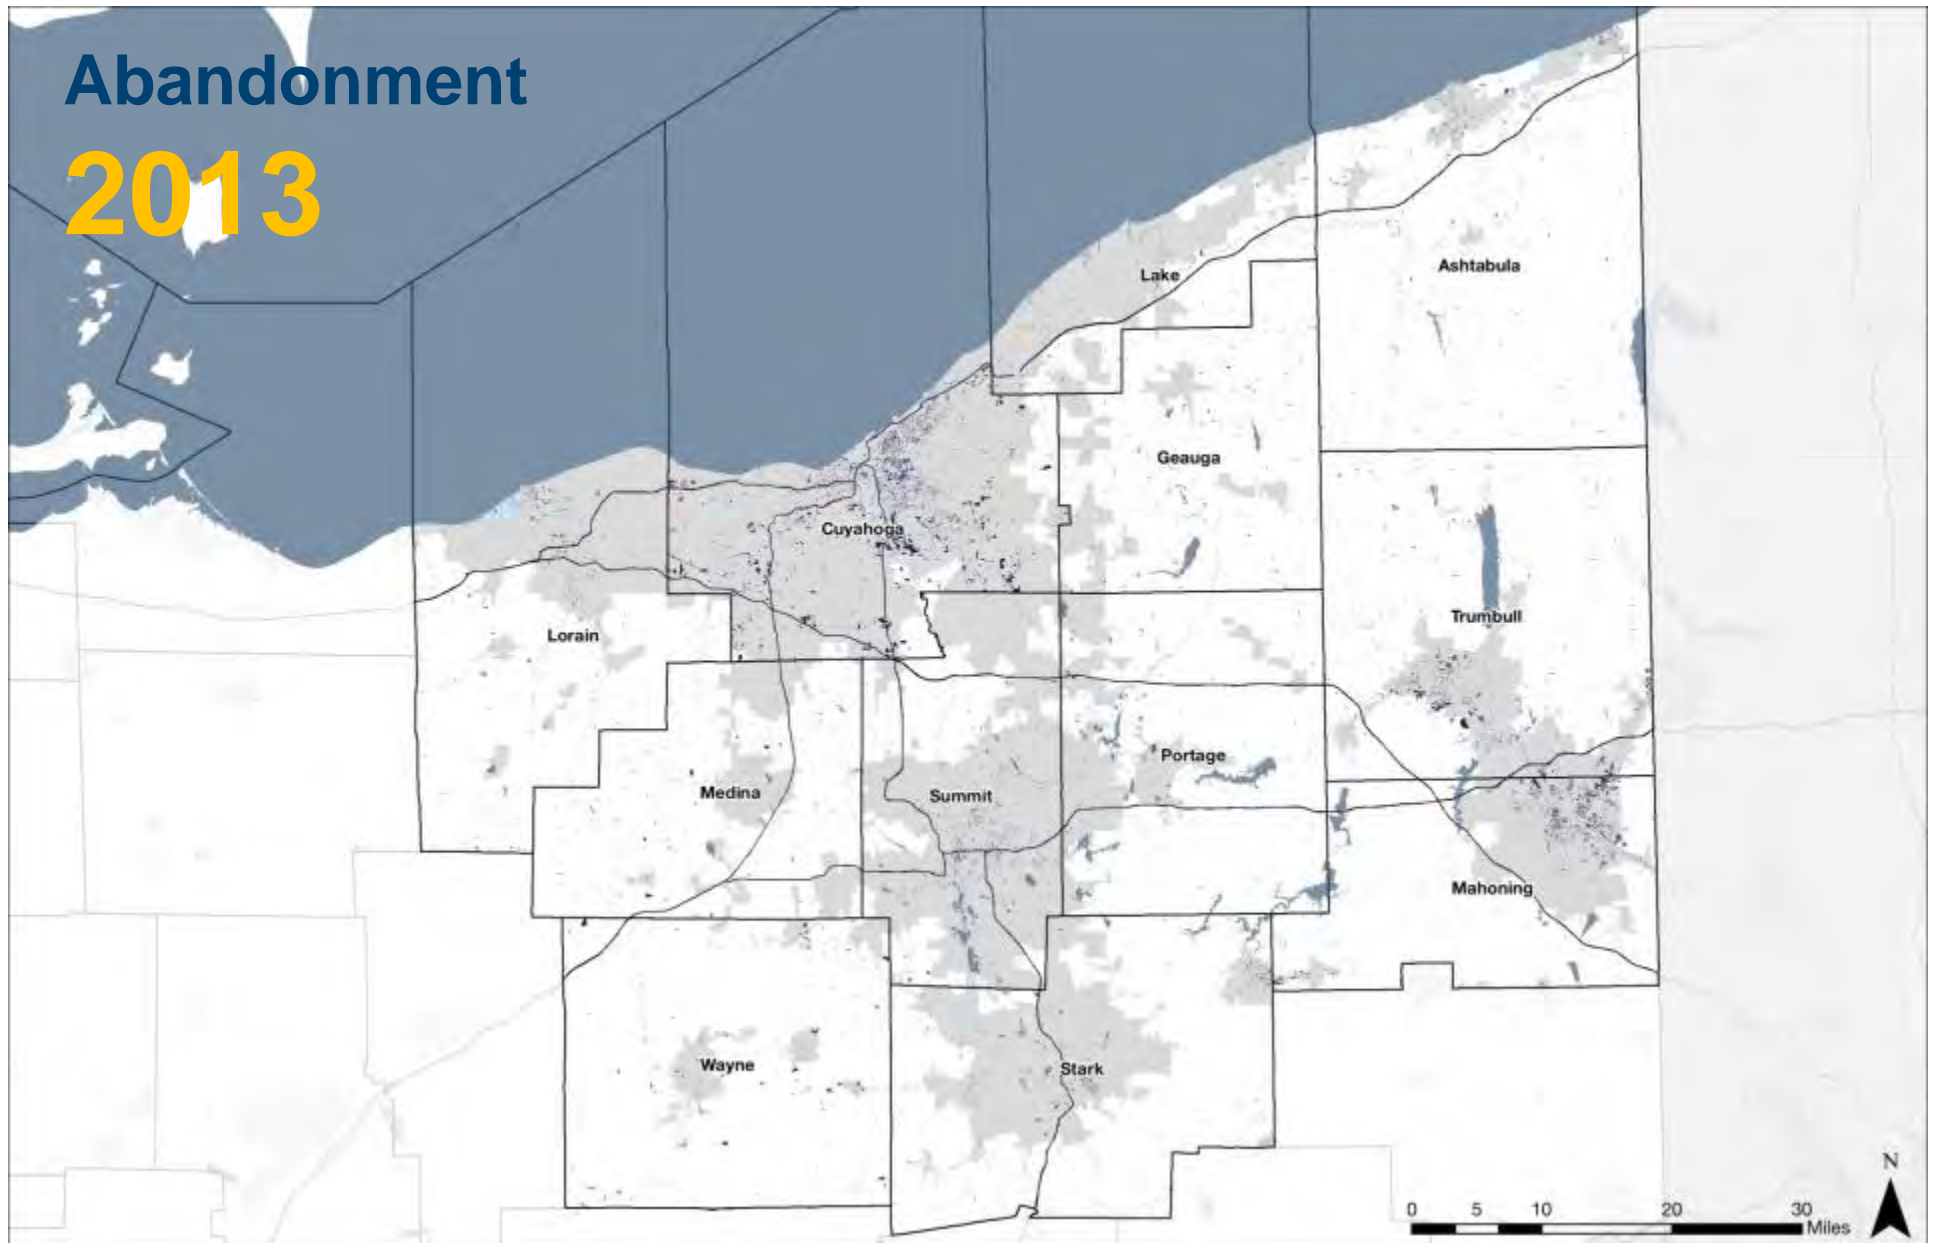 Abandonment
2013
Lake
Ashtabula
Geauga
Cuyahoga
Trumbull
Lorain
Portage
Medina
Summit
Mahoning
Wayne
Stark
N
0 5 10 20 30
Miles